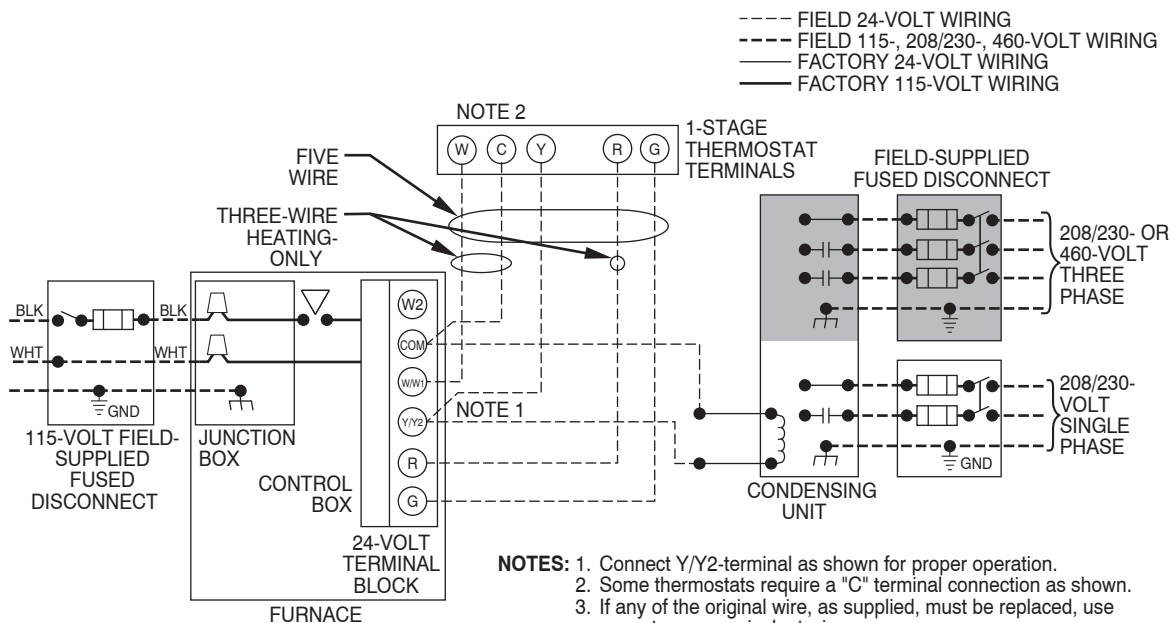 FIELD 24-VOLT WIRING
FIELD 115-, 208/230-, 460-VOLT WIRING
FACTORY 24-VOLT WIRING
FACTORY 115-VOLT WIRING
NOTE 2
W C Y R G
1-STAGE
THERMOSTAT
TERMINALS
FIVE
WIRE
THREE-WIRE
HEATING-
ONLY
FIELD-SUPPLIED
FUSED DISCONNECT
208/230- OR
460-VOLT
THREE
PHASE
BLK
BLK
WHT
WHT
GND
115-VOLT FIELD-
SUPPLIED
FUSED
DISCONNECT
JUNCTION
BOX
CONTROL
BOX
W2
COM
W/W1
Y/Y2
R
G
NOTE 1
24-VOLT
TERMINAL
BLOCK
FURNACE
208/230-
VOLT
SINGLE
PHASE
GND
CONDENSING
UNIT
NOTES: 1. Connect Y/Y2-terminal as shown for proper operation.
2. Some thermostats require a "C" terminal connection as shown.
3. If any of the original wire, as supplied, must be replaced, use